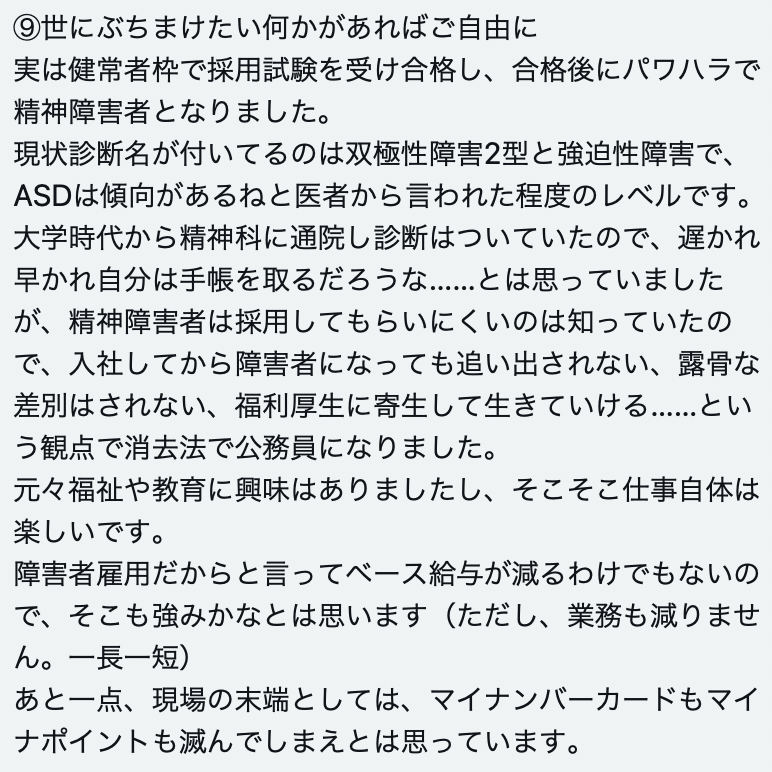 ⑨世にぶちまけたい何かがあればご自由に
実は健常者枠で採用試験を受け合格し、合格後にパワハラで
精神障害者となりました。
現状診断名が付いてるのは双極性障害2型と強迫性障害で、
ASDは傾向があるねと医者から言われた程度のレベルです。
大学時代から精神科に通院し診断はついていたので、遅かれ
早かれ自分は手帳を取るだろうな……とは思っていました
が、精神障害者は採用してもらいにくいのは知っていたの
で、入社してから障害者になっても追い出されない、露骨な
差別はされない、福利厚生に寄生して生きていける……とい
う観点で消去法で公務員になりました。
元々福祉や教育に興味はありましたし、そこそこ仕事自体は
楽しいです。
障害者雇用だからと言ってベース給与が減るわけでもないの
で、そこも強みかなとは思います（ただし、業務も減りませ
ん。一長一短）
あと一点、現場の末端としては、マイナンバーカードもマイ
ナポイントも滅んでしまえとは思っています。